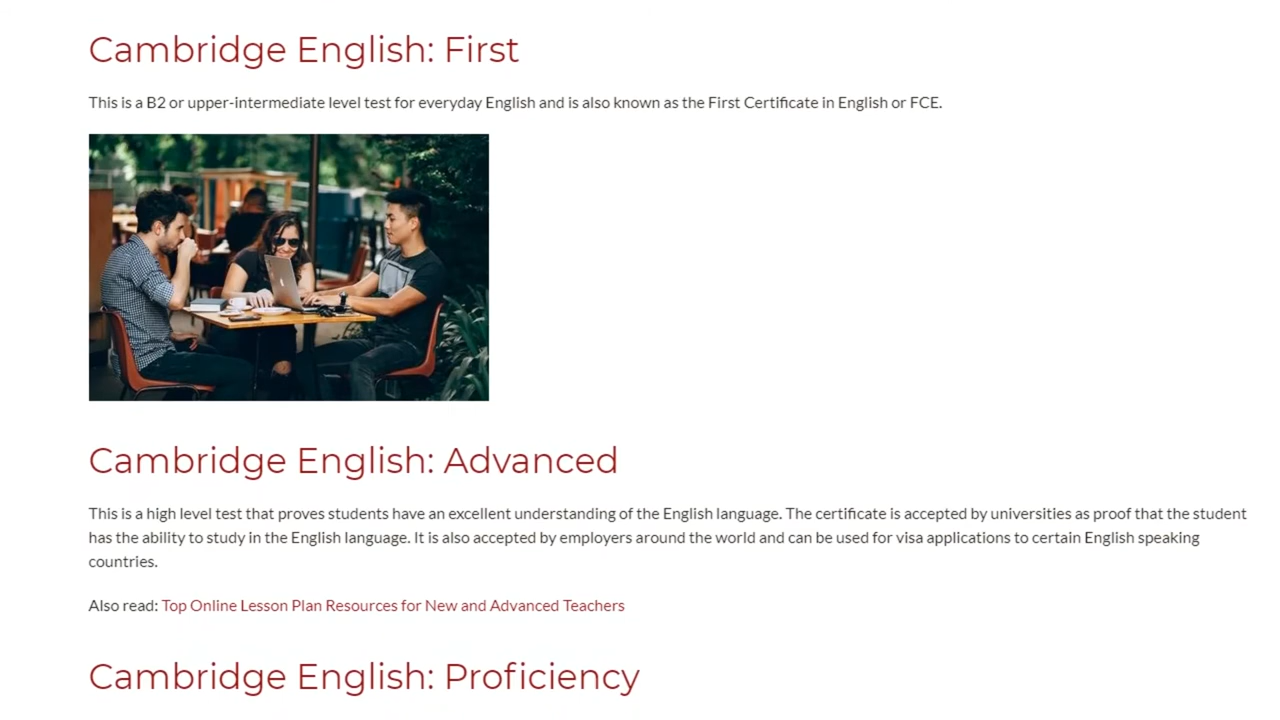 Cambridge English: First
This is a B2 or upper-intermediate level test for everyday English and is also known as the First Certificate in English or FCE.
Cambridge English: Advanced
This is a high level test that proves students have an excellent understanding of the English language. The certificate is accepted by universities as proof that the student
has the ability to study in the English language. It is also accepted by employers around the world and can be used for visa applications to certain English speaking
countries.
Also read: Top Online Lesson Plan Resources for New and Advanced Teachers
Cambridge English: Proficiency